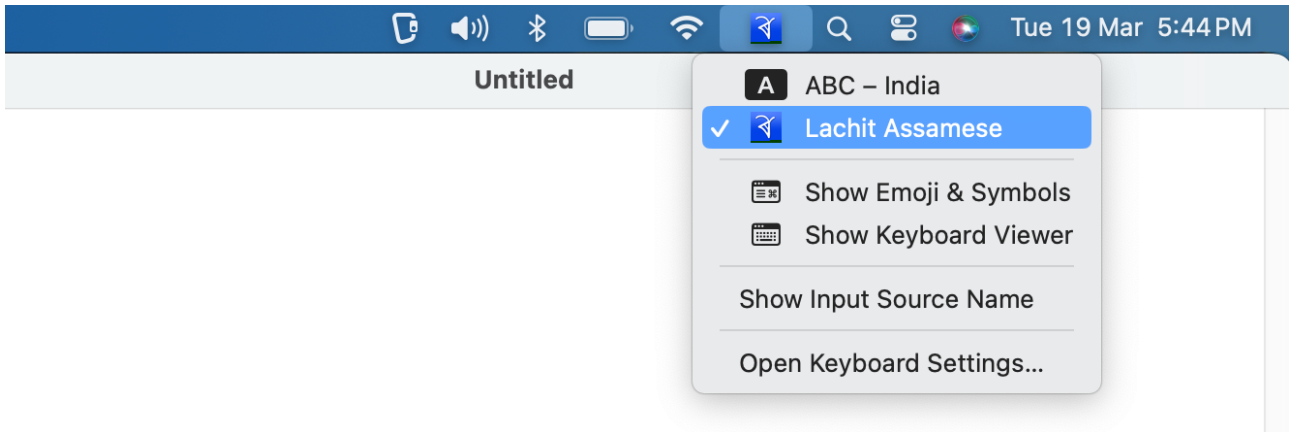 ৰ Tue 19 Mar 5:44 PM
Untitled
A ABC – India
✓ ৰ Lachit Assamese
Show Emoji & Symbols
Show Keyboard Viewer
Show Input Source Name
Open Keyboard Settings...